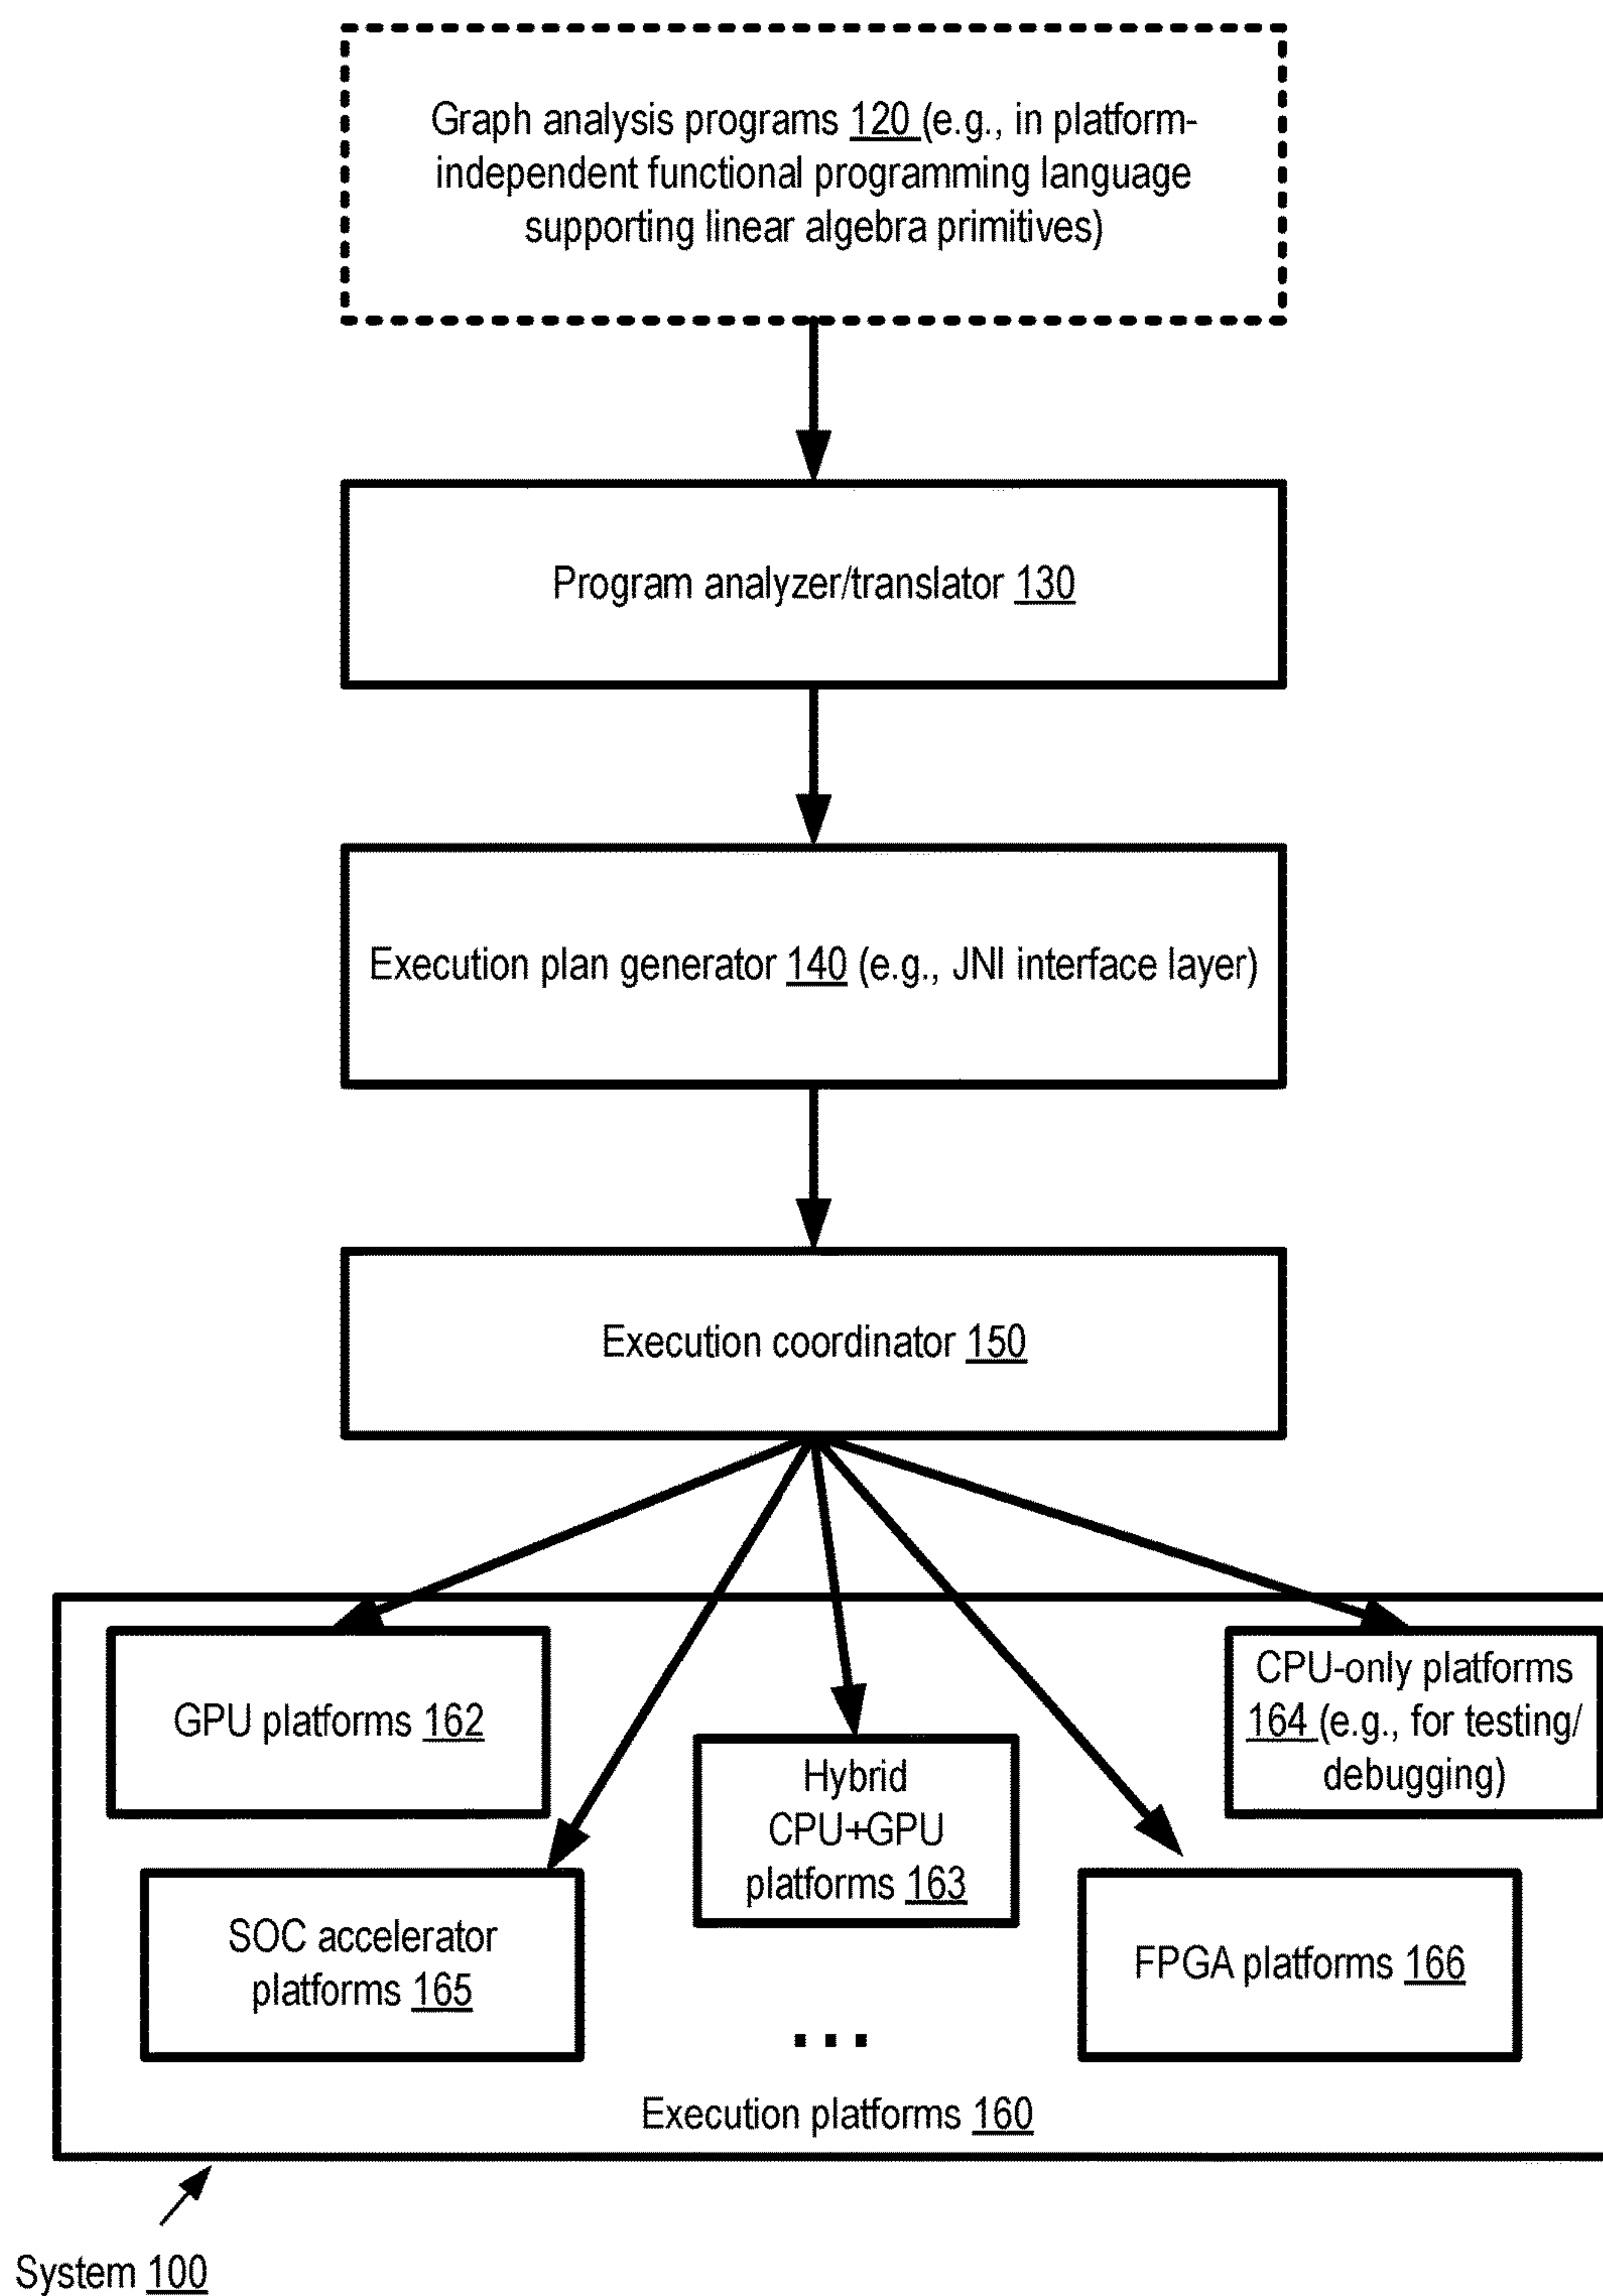 Graph analysis programs 120 (e.g., in platform-
independent functional programming language
supporting linear algebra primitives)
Program analyzer/translator 130
Execution plan generator 140 (e.g., JNI interface layer)
Execution coordinator 150
GPU platforms 162
CPU-only platforms
164 (e.g., for testing/
debugging)
Hybrid
CPU+GPU
platforms 163
SOC accelerator
platforms 165
FPGA platforms 166
...
Execution platforms 160
System 100